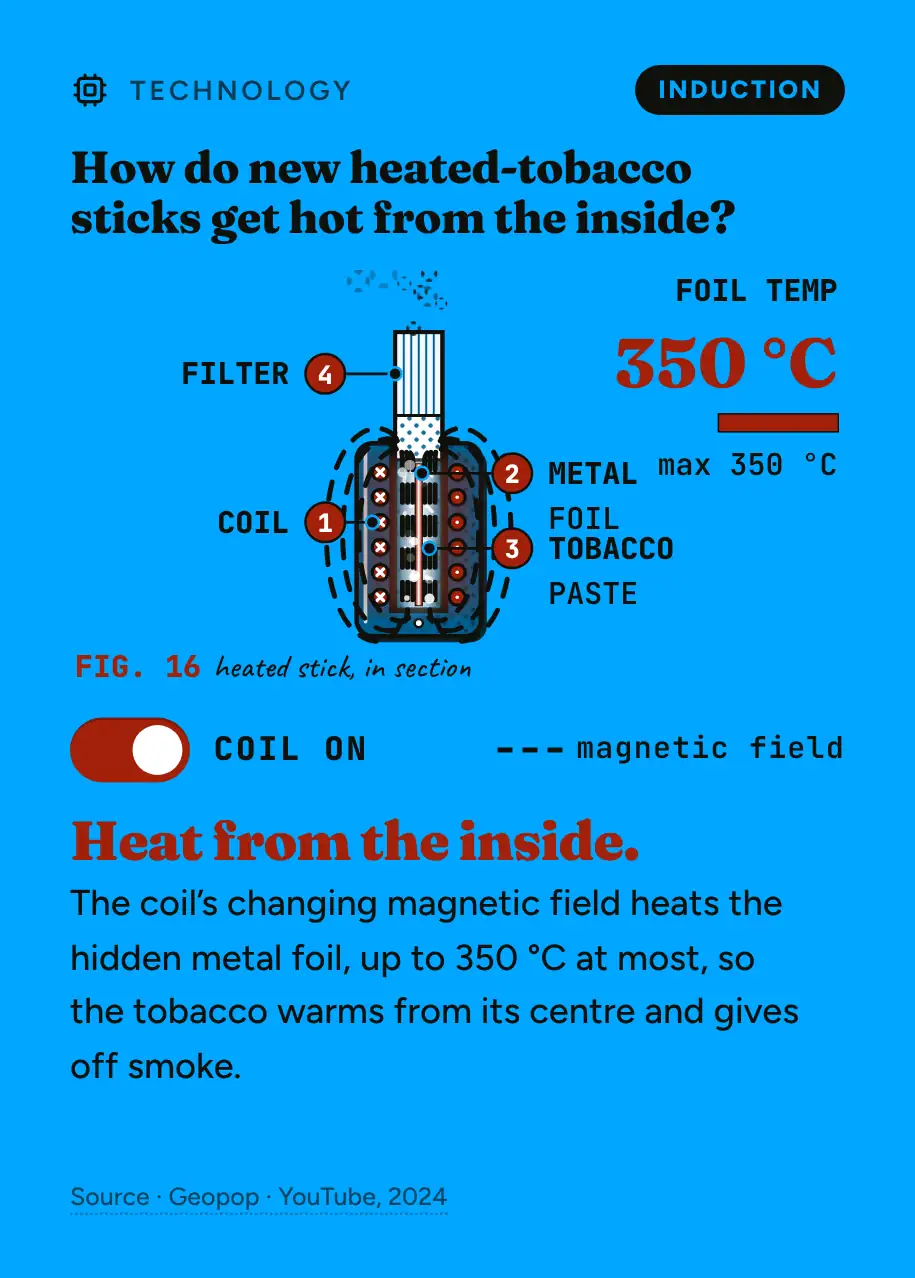 TECHNOLOGY
INDUCTION
How do new heated-tobacco
sticks get hot from the inside?
FOIL TEMP
350 °C
max 350 °C
FILTER 4
2 METAL
FOIL
COIL 1
3 TOBACCO
PASTE
FIG. 16 heated stick, in section
COIL ON
magnetic field
Heat from the inside.
The coil’s changing magnetic field heats the
hidden metal foil, up to 350 °C at most, so
the tobacco warms from its centre and gives
off smoke.
Source · Geopop · YouTube, 2024